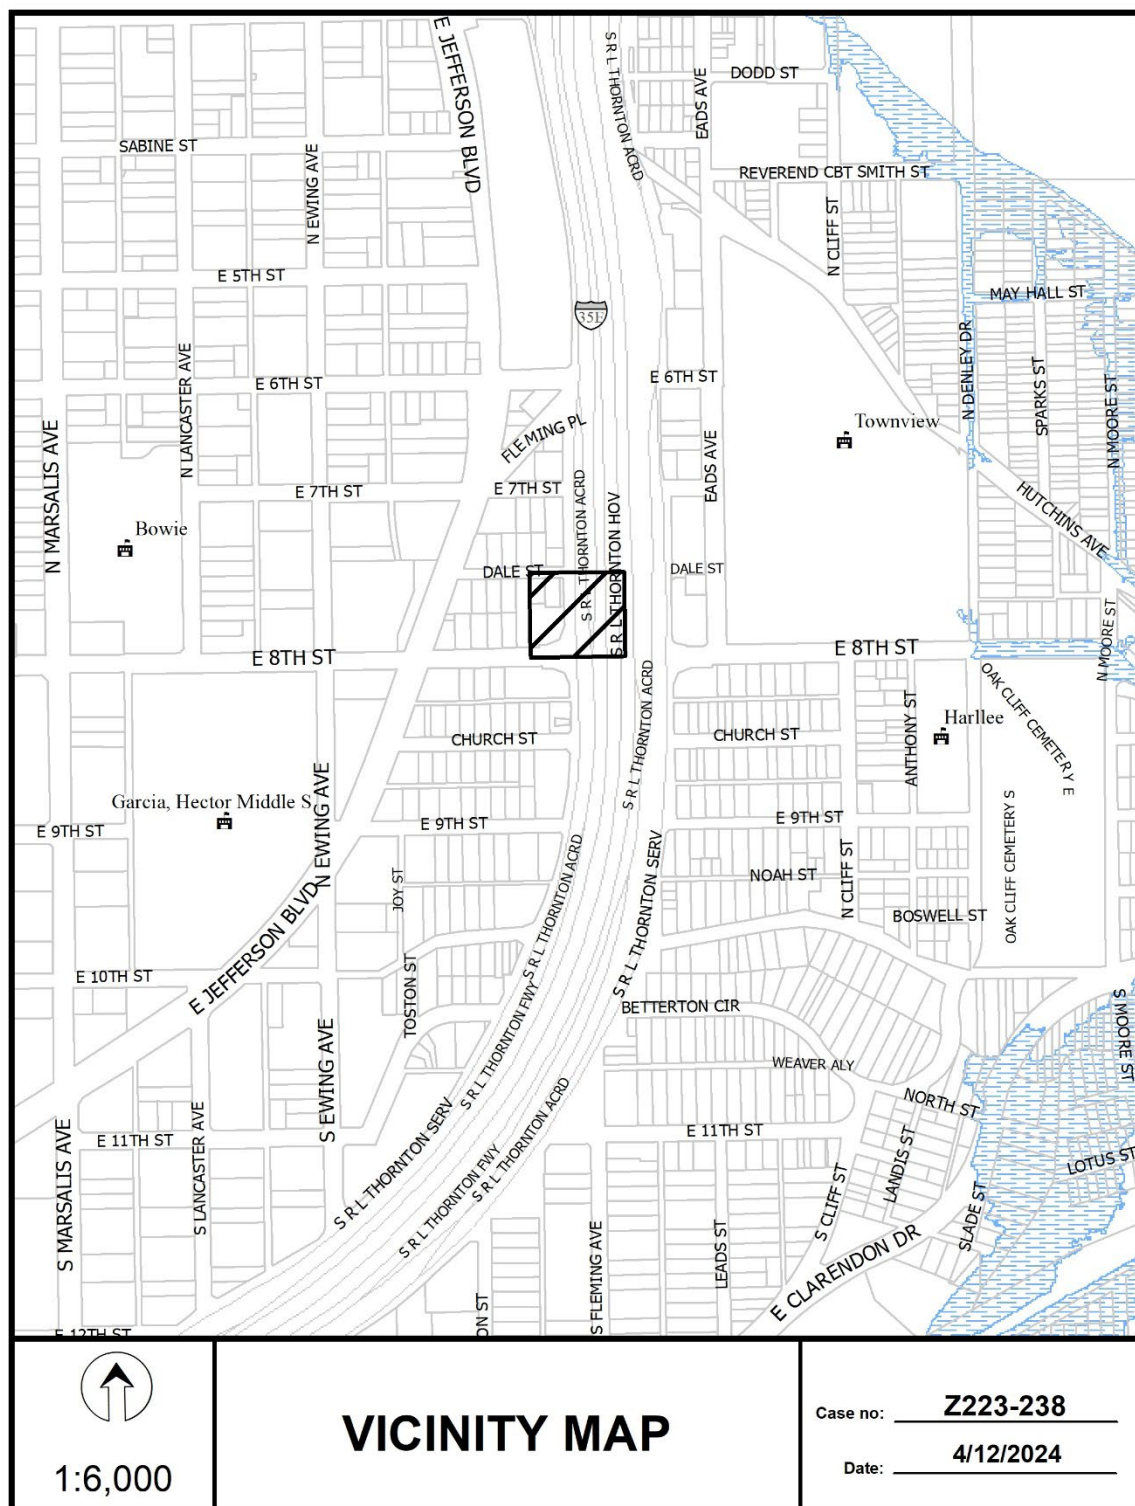 E JEFFERSON BLVD
S R L THORNTON ACRD
EADS AVE
DODD ST
SABINE ST
N EWING AVE
REVEREND CBT SMITH ST
N CLIFF ST
E 5TH ST
MAY HALL ST
35E
N LANCASTER AVE
N DENLEY DR
SPARKS ST
N MOORE ST
E 6TH ST
E 6TH ST
N MARSALIS AVE
FLEMING PL
EADS AVE
Townview
E 7TH ST
E 7TH ST
S R L THORNTON ACRD
S R L THORNTON HOV
HUTCHINS AVE
Bowie
DALE ST
DALE ST
E 8TH ST
E 8TH ST
N MOORE ST
OAK CLIFF CEMETERY E
S R L THORNTON ACRD
ANTHONY ST
Harllee
CHURCH ST
CHURCH ST
N EWING AVE
Garcia, Hector Middle S
E 9TH ST
E 9TH ST
E 9TH ST
OAK CLIFF CEMETERY S
JOY ST
S R L THORNTON ACRD
S R L THORNTON SERV
NOAH ST
N CLIFF ST
BOSWELL ST
E JEFFERSON BLVD
E 10TH ST
TOSTON ST
S R L THORNTON FWY
BETTERTON CIR
S MOORE ST
S EWING AVE
WEAVER ALY
NORTH ST
S MARSALIS AVE
E 11TH ST
S LANCASTER AVE
S R L THORNTON SERV
S R L THORNTON FWY
S R L THORNTON ACRD
E 11TH ST
LANDIS ST
LOTUS ST
S CLIFF ST
SLADE ST
S FLEMING AVE
LEADS ST
E CLARENDON DR
ON ST
E 12TH ST
1:6,000
VICINITY MAP
Case no: Z223-238
Date: 4/12/2024